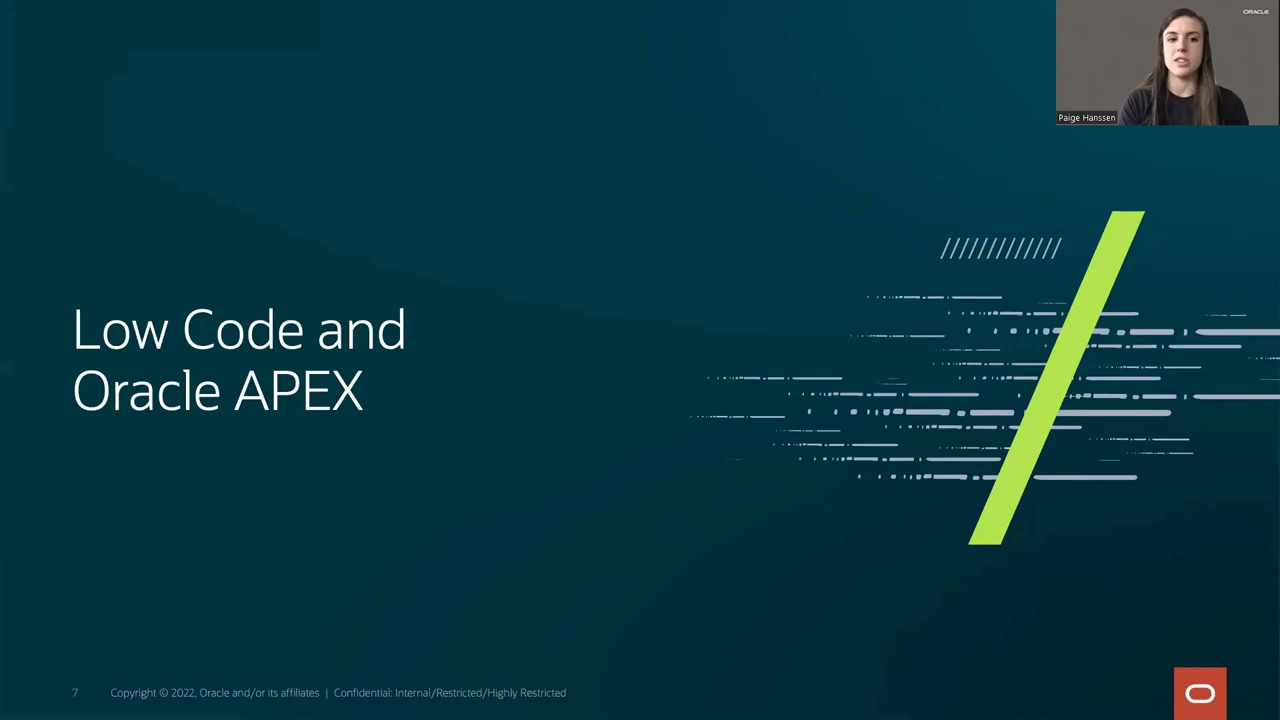 ORACLE
Paige Hanssen
Low Code and
Oracle APEX
7 Copyright © 2022, Oracle and/or its affiliates | Confidential: Internal/Restricted/Highly Restricted